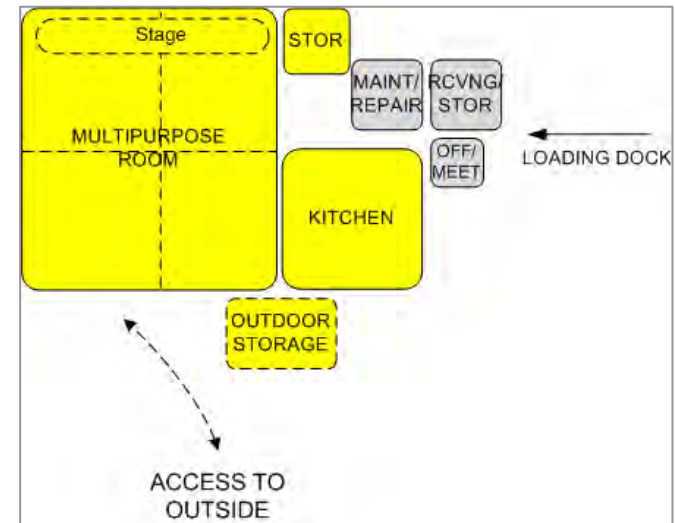 Stage
STOR
MAINT/
REPAIR
RCVNG/
STOR
MULTIPURPOSE
ROOM
OFF/
MEET
LOADING DOCK
KITCHEN
OUTDOOR
STORAGE
ACCESS TO
OUTSIDE